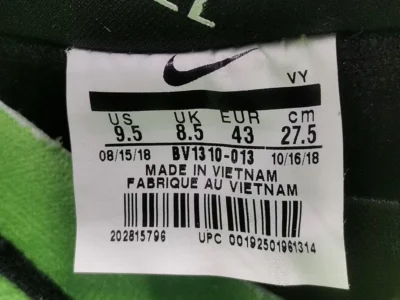 VY
US UK EUR cm
9.5 8.5 43 27.5
08/15/18 BV1310-013 10/16/18
MADE IN VIETNAM
FABRIQUE AU VIETNAM
202815796 UPC 00192501961314